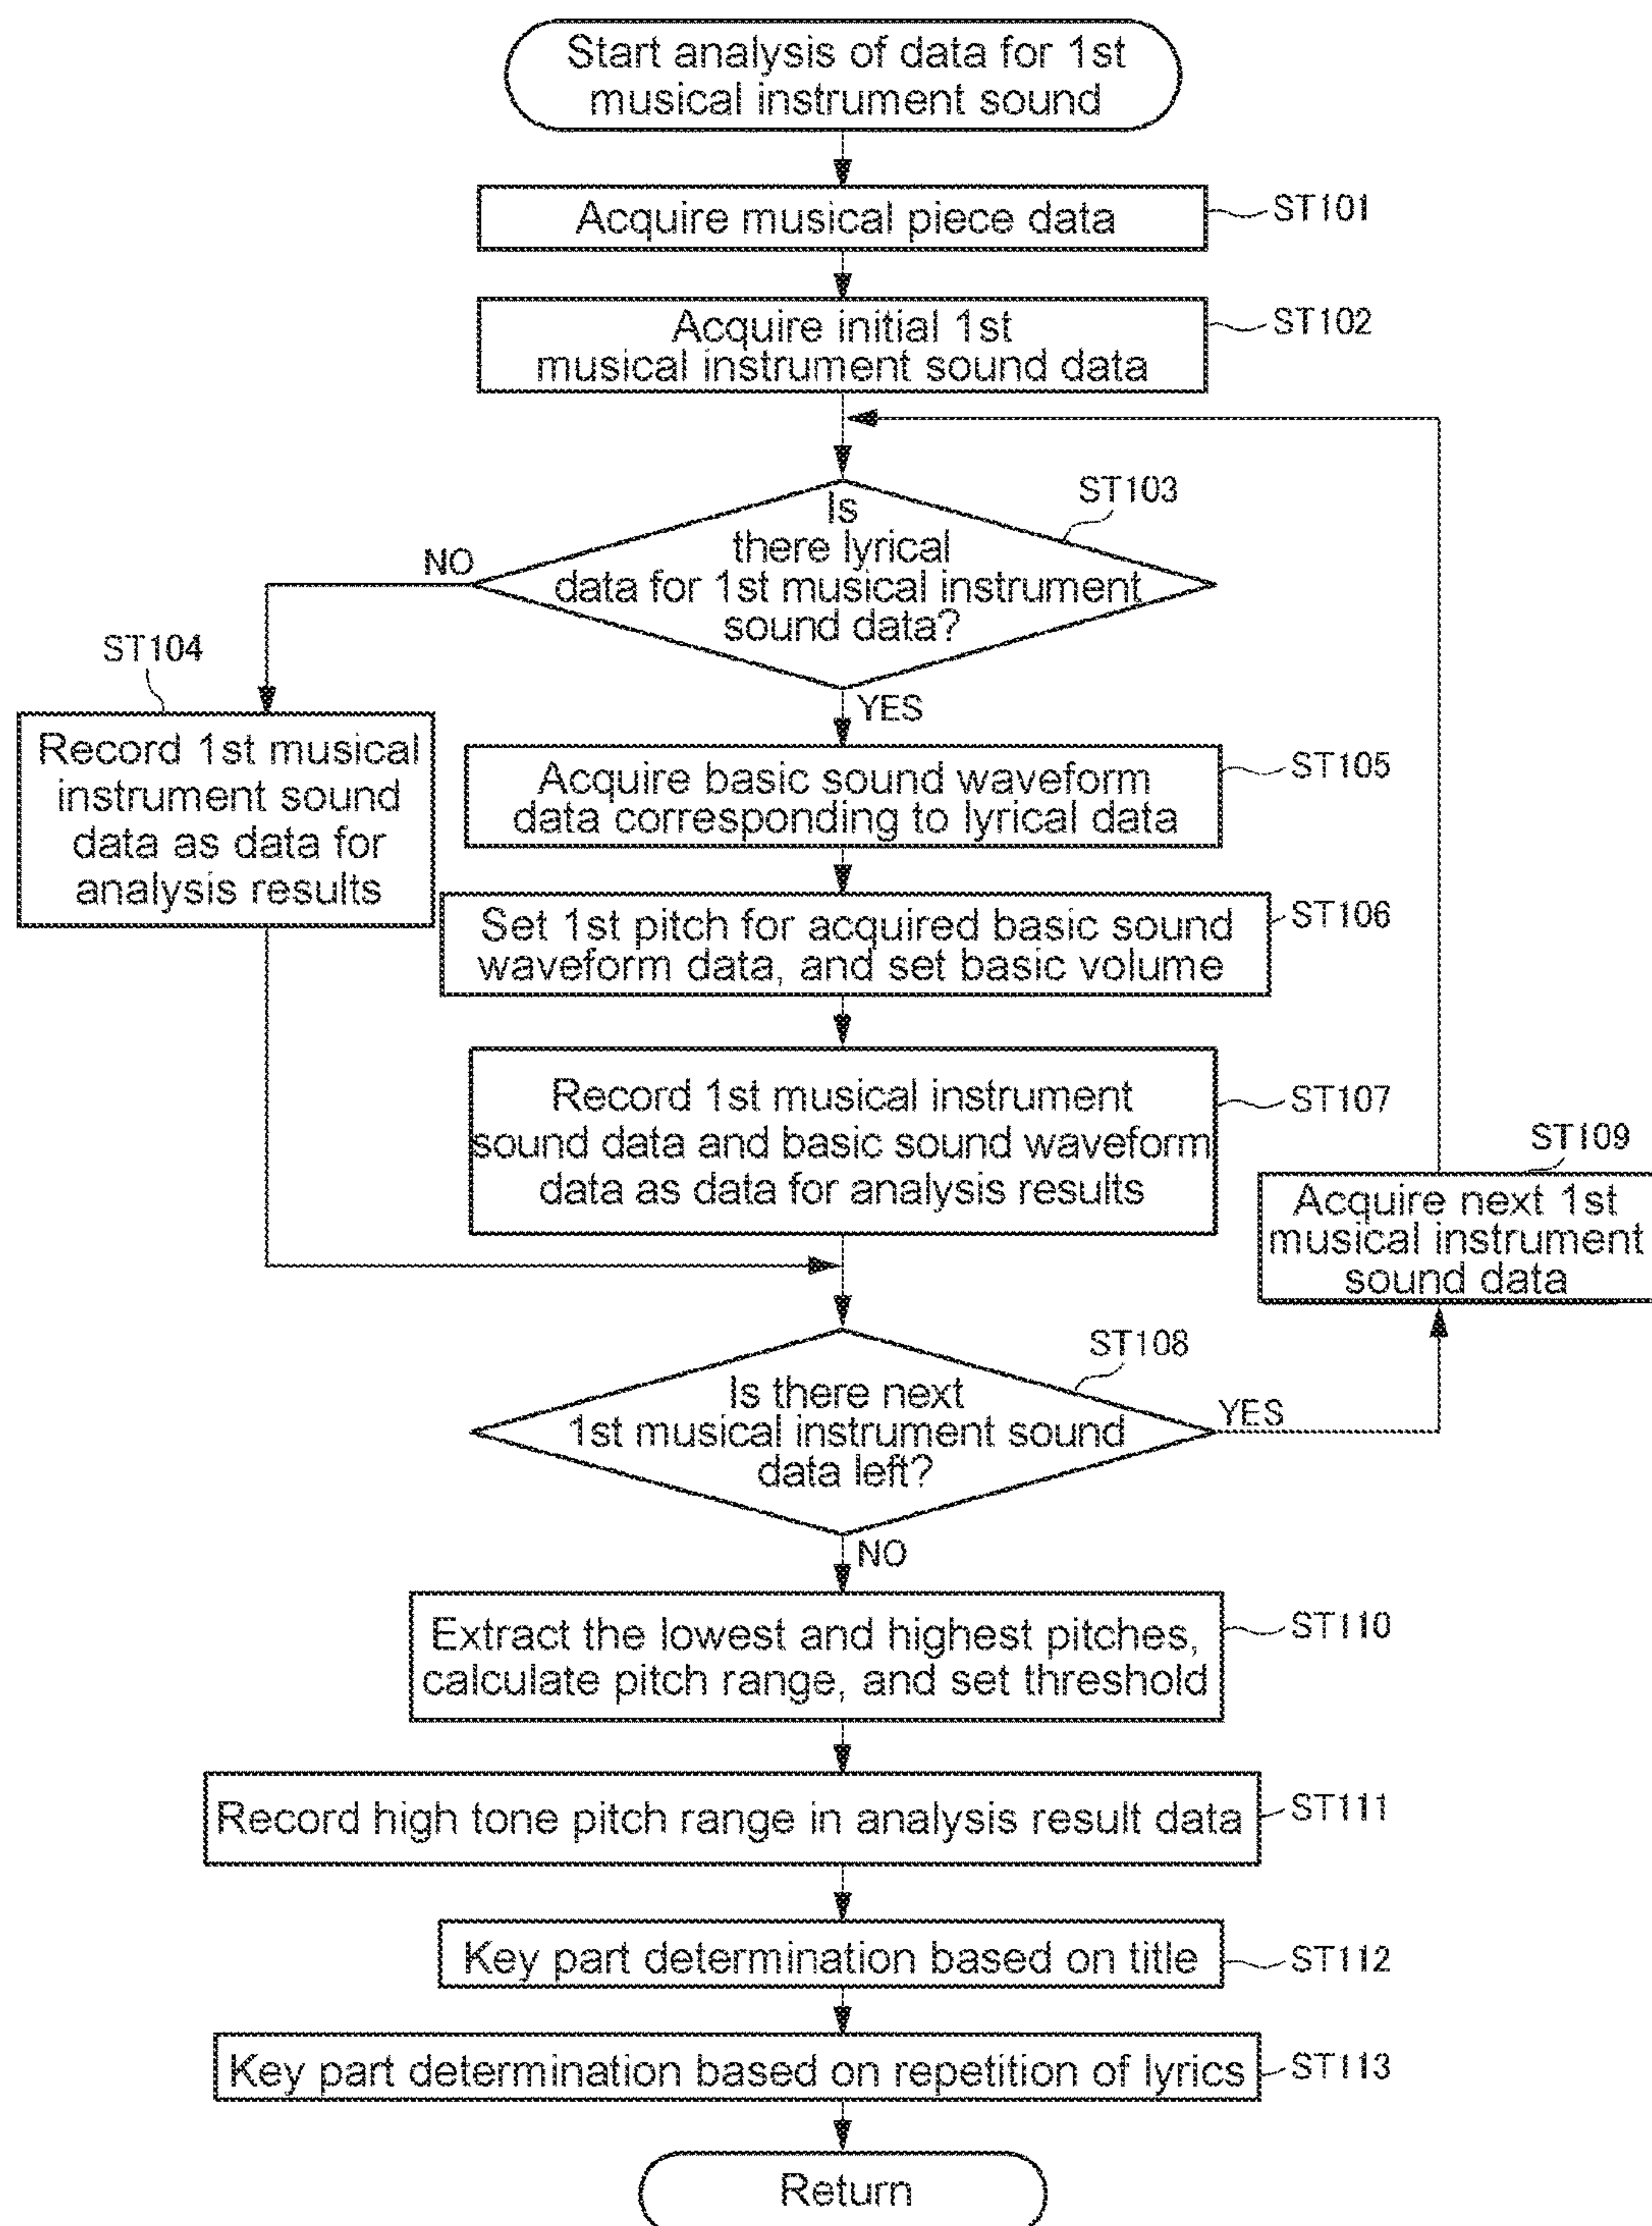 Start analysis of data for 1st
musical instrument sound
Acquire musical piece data
ST101
Acquire initial 1st
musical instrument sound data
ST102
ST103
Is
there lyrical
data for 1st musical instrument
sound data?
NO
YES
ST104
Record 1st musical
instrument sound
data as data for
analysis results
Acquire basic sound waveform
data corresponding to lyrical data
ST105
Set 1st pitch for acquired basic sound
waveform data, and set basic volume
ST106
Record 1st musical instrument
sound data and basic sound waveform
data as data for analysis results
ST107
ST109
Acquire next 1st
musical instrument
sound data
ST108
Is there next
1st musical instrument sound
data left?
YES
NO
Extract the lowest and highest pitches,
calculate pitch range, and set threshold
ST110
Record high tone pitch range in analysis result data
ST111
Key part determination based on title
ST112
Key part determination based on repetition of lyrics
ST113
Return